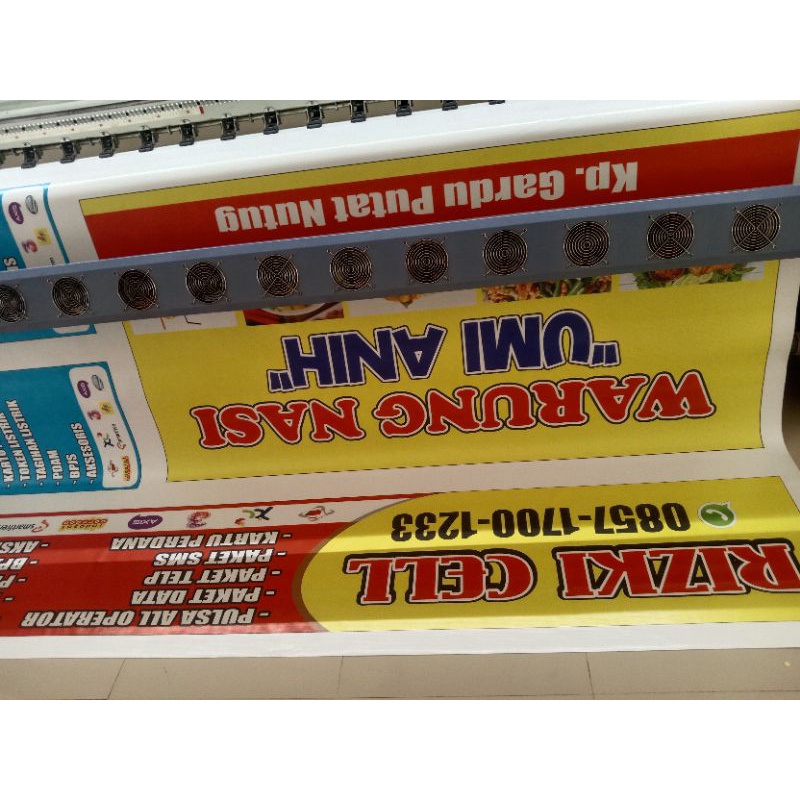 RIZKI CELL
0857-1700-1233
- PULSA ALL OPERATOR
- PAKET DATA
- PAKET TELP
- PAKET SMS
- KARTU PERDANA
AXIS
WARUNG NASI
"UMI ANIH"
Kp. Gardu Putat Nutug
- TOKEN LISTRIK
- TAGIHAN LISTRIK
- PDAM
- BPJS
- AKSESORIS